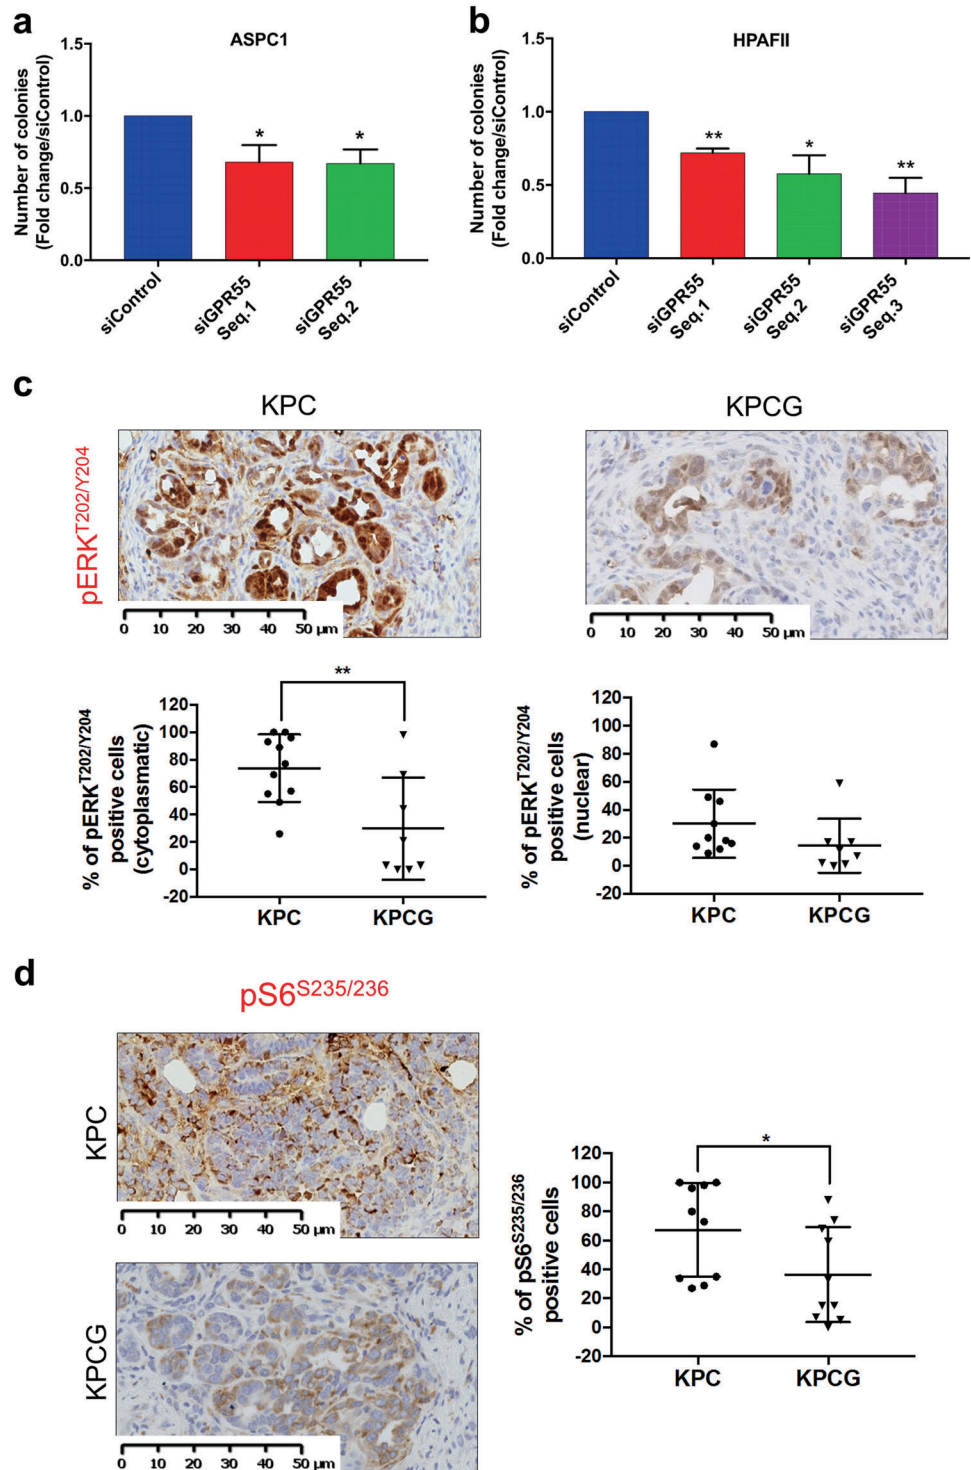 a
ASPC1
Number of colonies
(Fold change/siControl)
1.5
1.0
0.5
0.0
*
*
siControl
siGPR55
Seq.1
siGPR55
Seq.2
b
HPAFII
Number of colonies
(Fold change/siControl)
1.5
1.0
0.5
0.0
**
*
**
siControl
siGPR55
Seq.1
siGPR55
Seq.2
siGPR55
Seq.3
c
KPC
KPCG
pERKT202/Y204
0 10 20 30 40 50 µm
0 10 20 30 40 50 µm
% of pERKT202/Y204
positive cells
(cytoplasmatic)
120
100
80
60
40
20
0
-20
**
KPC KPCG
% of pERKT202/Y204
positive cells
(nuclear)
120
100
80
60
40
20
0
-20
KPC KPCG
d
pS6S235/236
KPC
0 10 20 30 40 50 µm
KPCG
0 10 20 30 40 50 µm
% of pS6S235/236
positive cells
120
100
80
60
40
20
0
-20
*
KPC KPCG